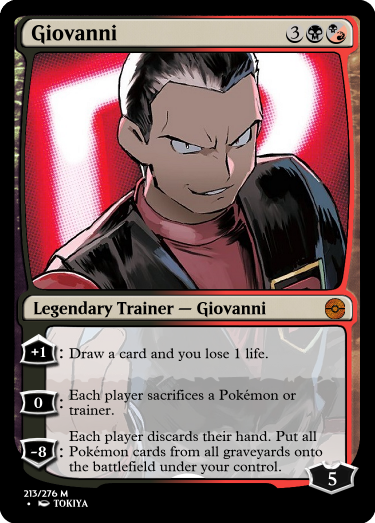 Giovanni 3
Legendary Trainer — Giovanni
+1 : Draw a card and you lose 1 life.
0 : Each player sacrifices a Pokémon or
trainer.
Each player discards their hand. Put all
-8 : Pokémon cards from all graveyards onto
the battlefield under your control.
5
213/276 M
• TOKIYA